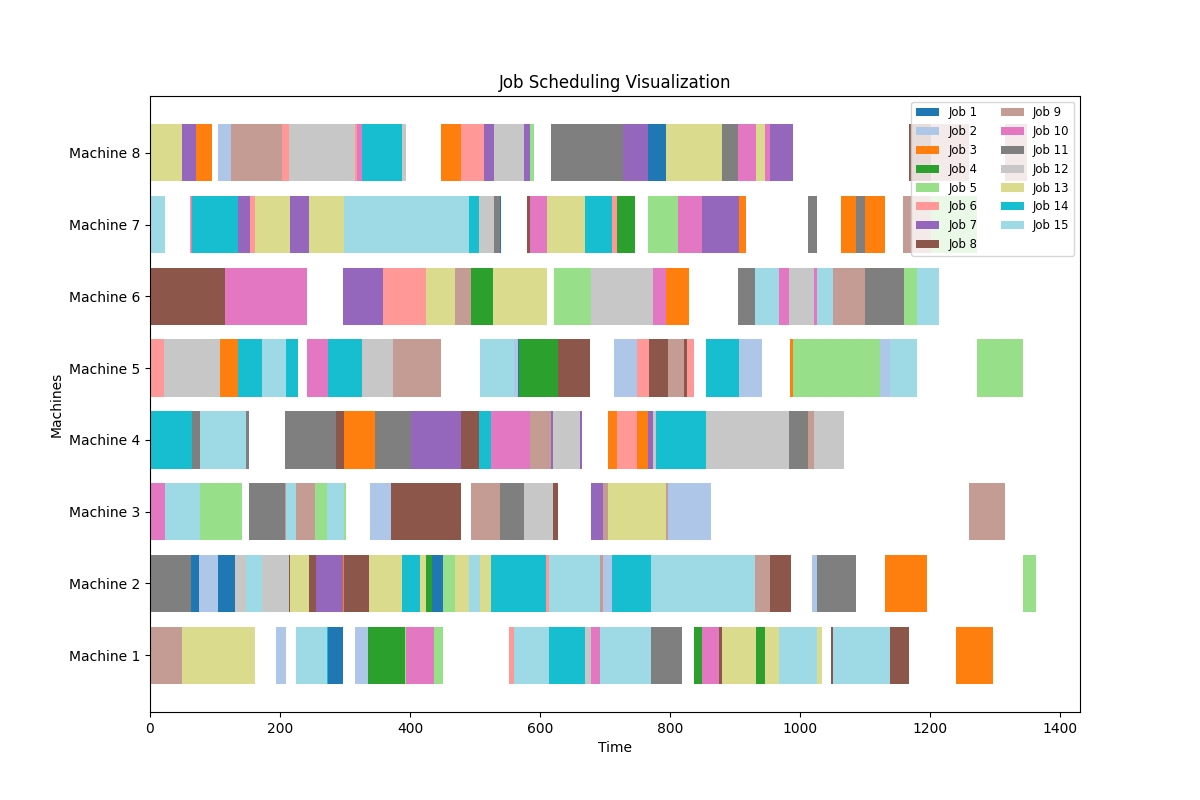 Job Scheduling Visualization
Job 1
Job 2
Job 3
Job 4
Job 5
Job 6
Job 7
Job 8
Job 9
Job 10
Job 11
Job 12
Job 13
Job 14
Job 15
Machine 8
Machine 7
Machine 6
Machine 5
Machine 4
Machine 3
Machine 2
Machine 1
Machines
0 200 400 600 800 1000 1200 1400
Time